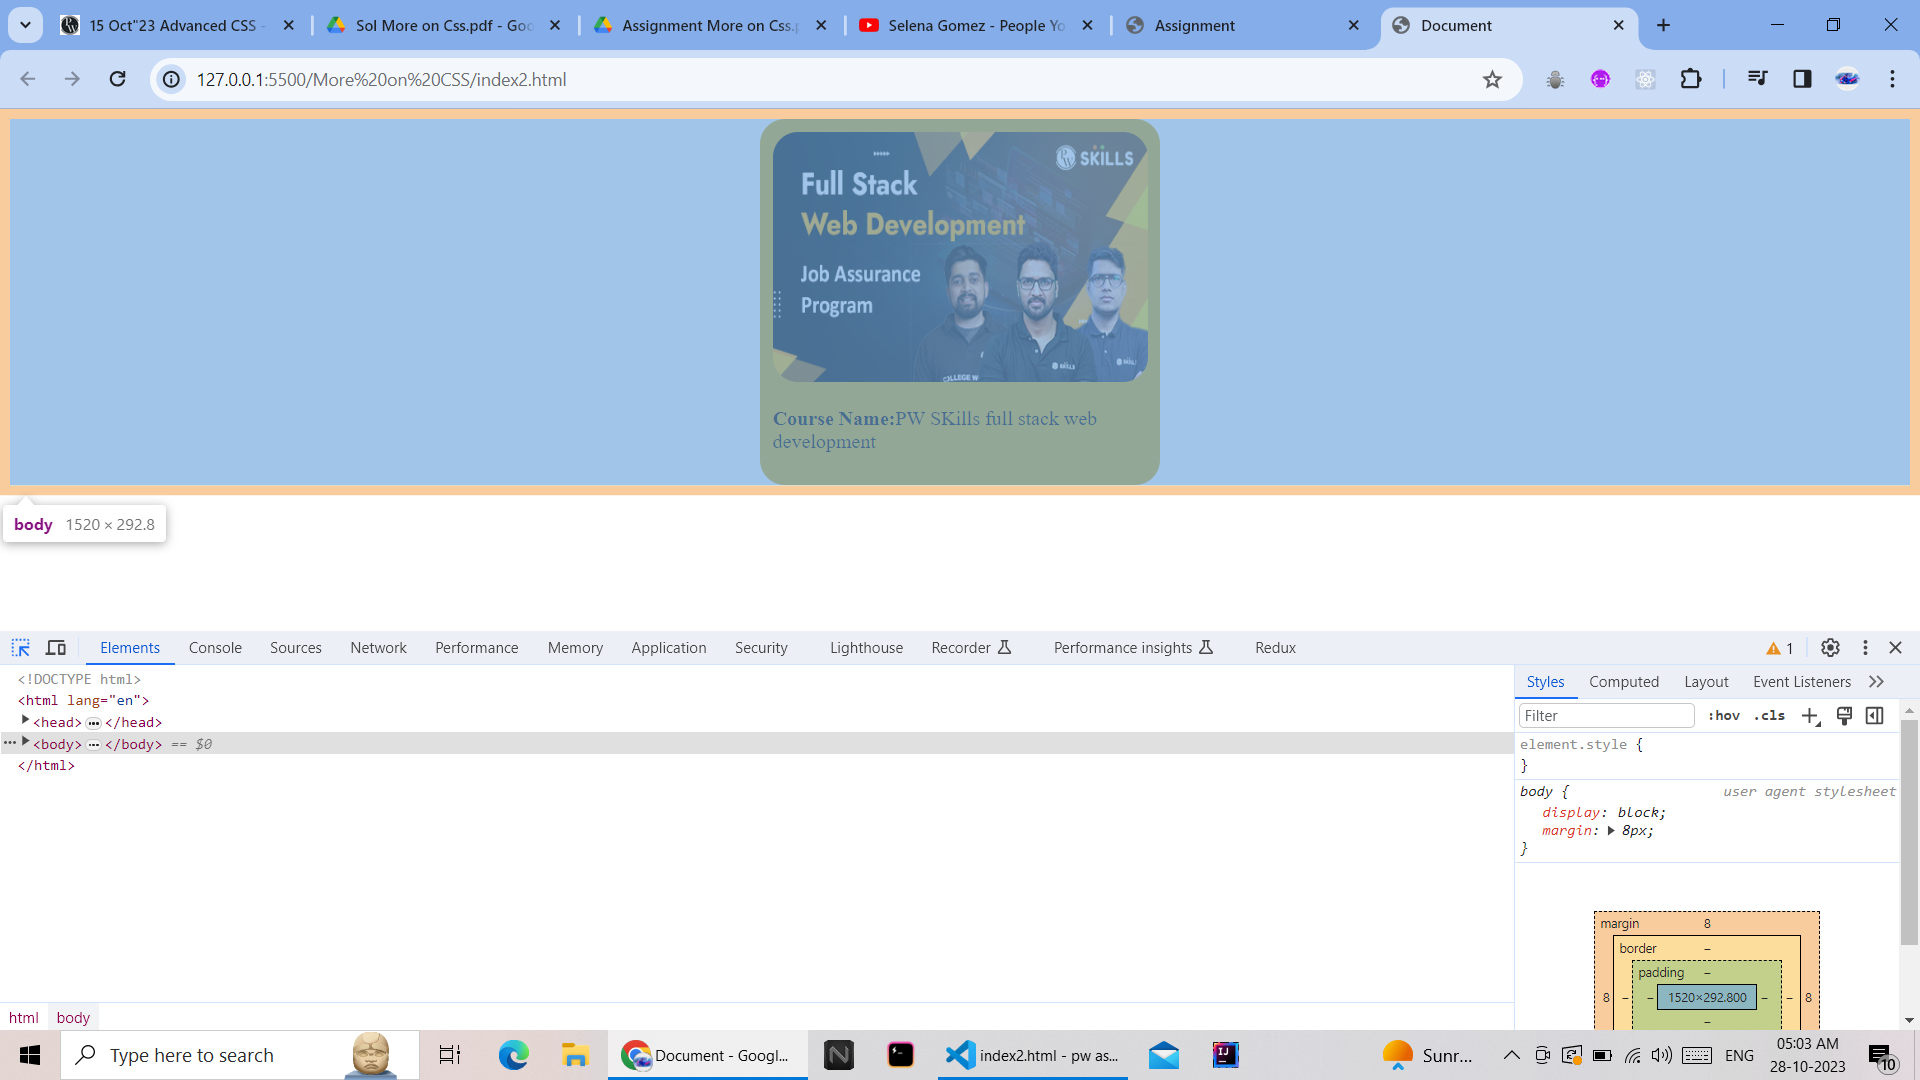 15 Oct"23 Advanced CSS -
Sol More on Css.pdf - Goo
Assignment More on Css.p
Selena Gomez - People Yo
Assignment
Document
127.0.0.1:5500/More%20on%20CSS/index2.html
SKILLS
Full Stack
Web Development
Job Assurance
Program
SKILLS
SKILL
COLLEGE W
Course Name:PW SKills full stack web
development
body 1520 × 292.8
Elements Console Sources Network Performance Memory Application Security Lighthouse Recorder Performance insights Redux 1
<!DOCTYPE html>
<html lang="en">
<head> ••• </head>
••• <body> ••• </body> == $0
</html>
html body
Styles Computed Layout Event Listeners
Filter :hov .cls
element.style {
}
body { user agent stylesheet
display: block;
margin: 8px;
}
margin 8
border –
padding –
8 – – 1520×292.800 – – 8
–
Type here to search
Document - Googl...
index2.html - pw as...
Sunr...
ENG
05:03 AM
28-10-2023
10